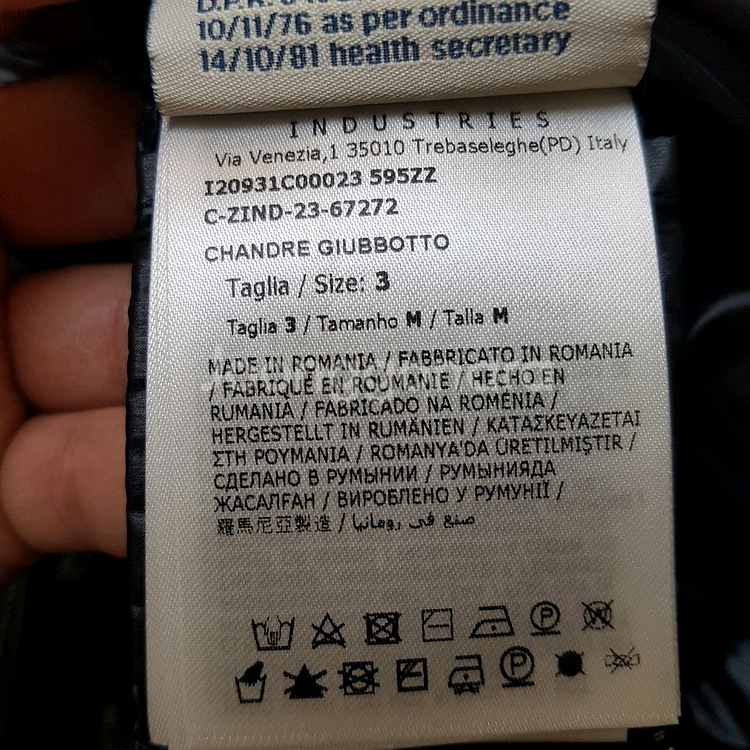 10/11/76 as per ordinance
14/10/81 health secretary
INDUSTRIES
Via Venezia,1 35010 Trebaseleghe(PD) Italy
I20931C00023 595ZZ
C-ZIND-23-67272
CHANDRE GIUBBOTTO
Taglia / Size: 3
Taglia 3 / Tamanho M / Talla M
MADE IN ROMANIA / FABBRICATO IN ROMANIA
/ FABRIQUÉ EN ROUMANIE / HECHO EN
RUMANIA / FABRICADO NA ROMÉNIA /
HERGESTELLT IN RUMÄNIEN / ΚΑΤΑΣΚΕΥΑΖΕΤΑΙ
ΣΤΗ ΡΟΥΜΑΝΙΑ / ROMANYA'DA ÜRETILMIŞTIR /
СДЕЛАНО В РУМЫНИИ / РУМЫНИЯДА
ЖАСАЛҒАН / ВИРОБЛЕНО У РУМУНІЇ /
羅馬尼亞製造 / صنع في رومانيا